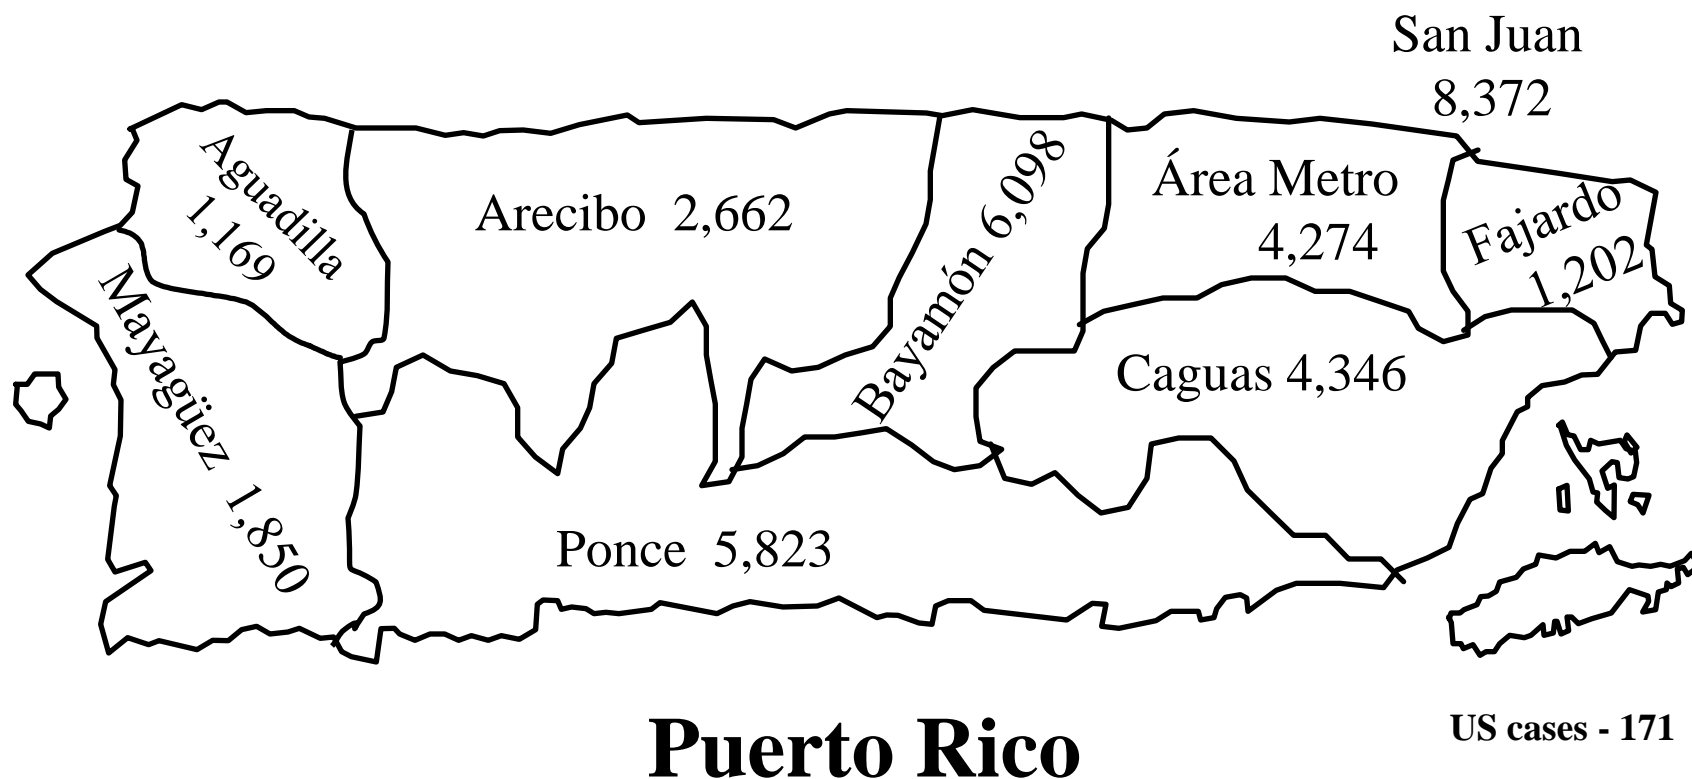 San Juan
8,372
Aguadilla
1,169
Arecibo 2,662
Bayamón 6,098
Área Metro
4,274
Fajardo
1,202
Mayagüez 1,850
Caguas 4,346
Ponce 5,823
Puerto Rico
US cases - 171